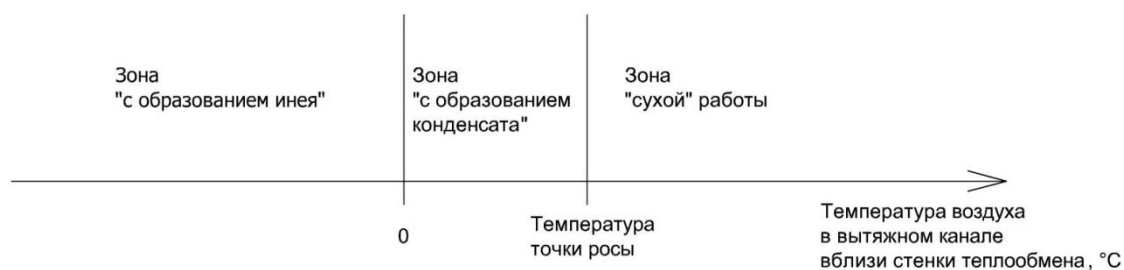 Зона
"с образованием инея"
Зона
"с образованием
конденсата"
Зона
"сухой" работы
0
Температура
точки росы
Температура воздуха
в вытяжном канале
вблизи стенки теплообмена, °C